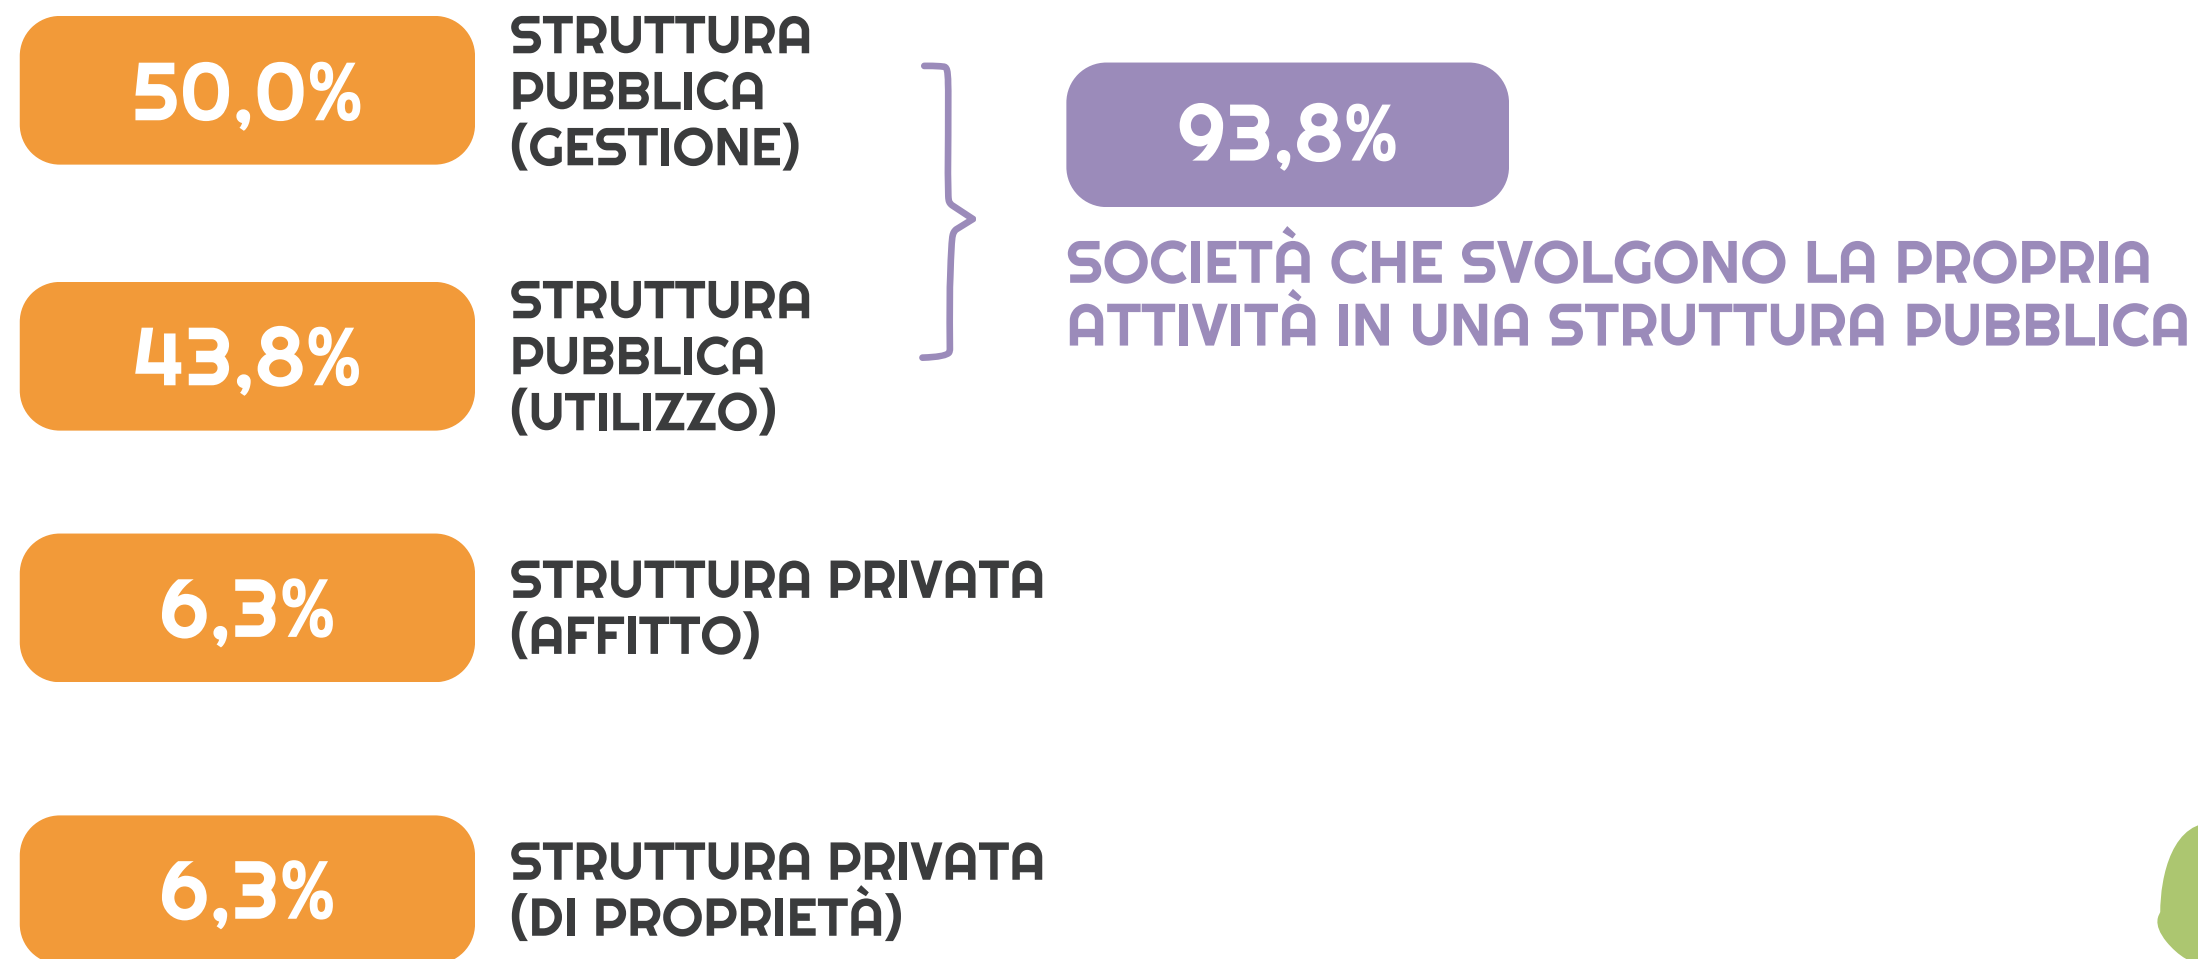 50,0%
STRUTTURA
PUBBLICA
(GESTIONE)
43,8%
STRUTTURA
PUBBLICA
(UTILIZZO)
93,8%
SOCIETÀ CHE SVOLGONO LA PROPRIA
ATTIVITÀ IN UNA STRUTTURA PUBBLICA
6,3%
STRUTTURA PRIVATA
(AFFITTO)
6,3%
STRUTTURA PRIVATA
(DI PROPRIETÀ)